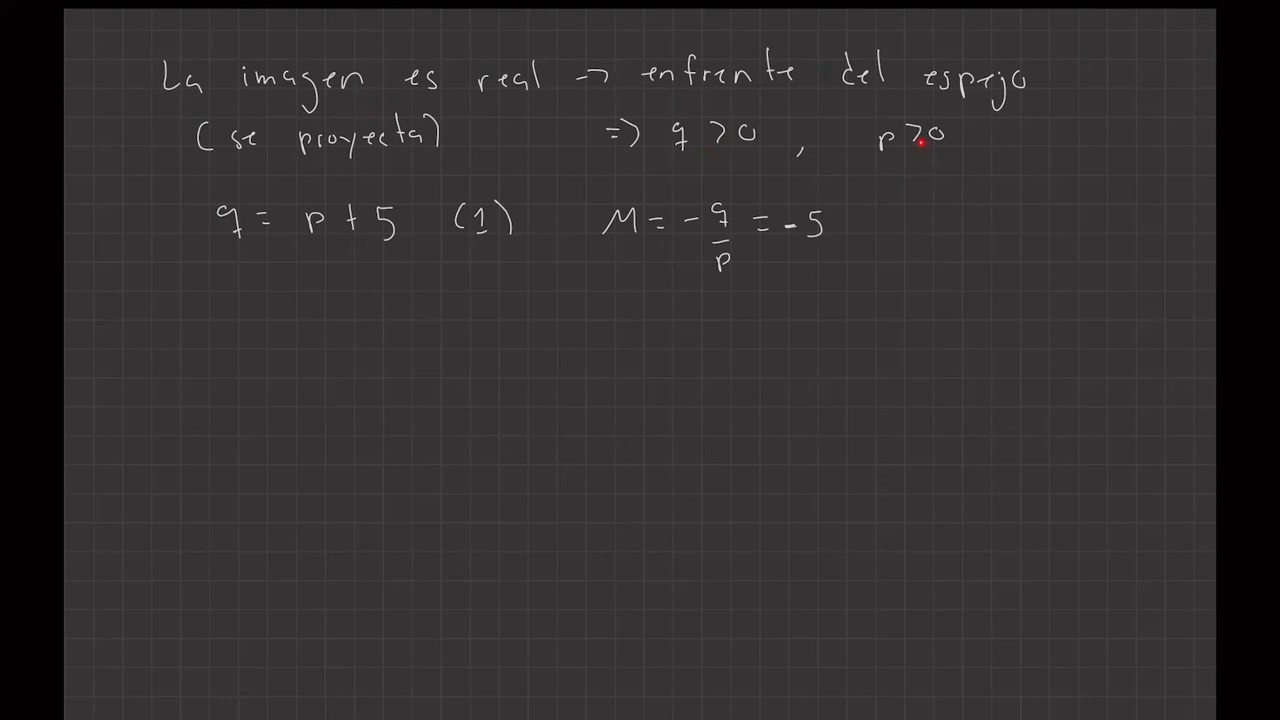 La imagen es real → enfrente del espejo
(se proyecta) => q > 0 , p > 0
q = p + 5 (1) M = - q/p = - 5